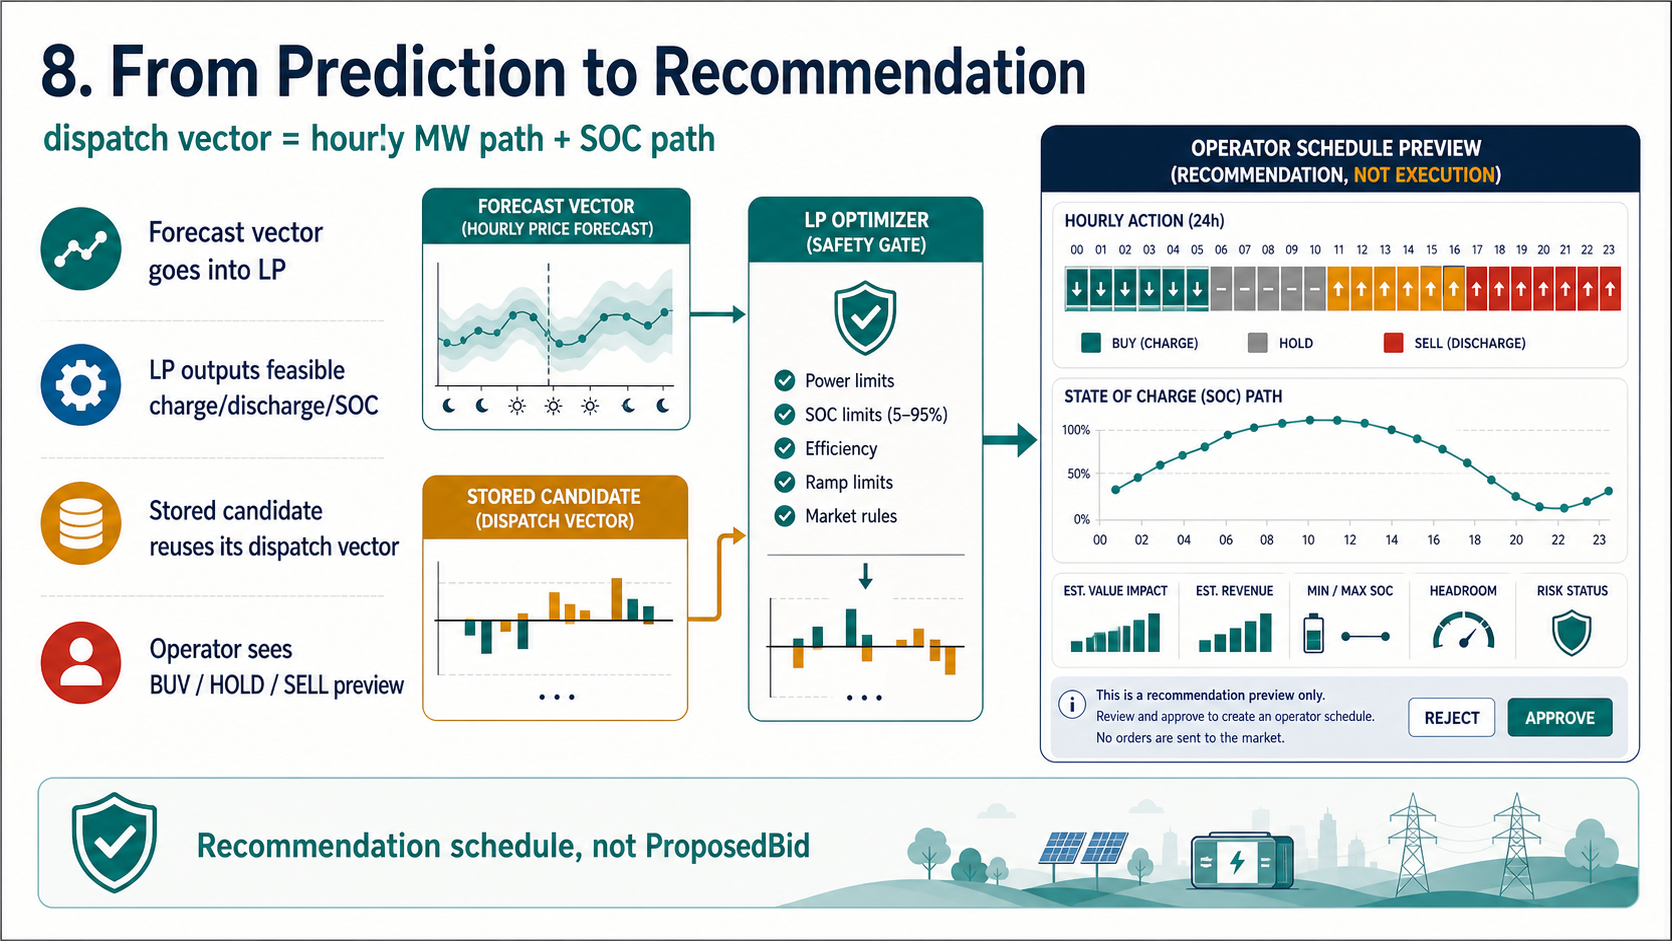 8. From Prediction to Recommendation
dispatch vector = hour!y MW path + SOC path
Forecast vector
goes into LP
LP outputs feasible
charge/discharge/SOC
Stored candidate
reuses its dispatch vector
Operator sees
BUV / HOLD / SELL preview
FORECAST VECTOR
(HOURLY PRICE FORECAST)
STORED CANDIDATE
(DISPATCH VECTOR)
...
LP OPTIMIZER
(SAFETY GATE)
Power limits
SOC limits (5–95%)
Efficiency
Ramp limits
Market rules
...
OPERATOR SCHEDULE PREVIEW
(RECOMMENDATION, NOT EXECUTION)
HOURLY ACTION (24h)
00 01 02 03 04 05 06 07 08 09 10 11 12 13 14 15 16 17 18 19 20 21 22 23
BUY (CHARGE) HOLD SELL (DISCHARGE)
STATE OF CHARGE (SOC) PATH
100%
50%
0%
00 02 04 06 08 10 12 14 16 18 20 22 23
EST. VALUE IMPACT EST. REVENUE MIN / MAX SOC HEADROOM RISK STATUS
This is a recommendation preview only.
Review and approve to create an operator schedule.
No orders are sent to the market.
REJECT APPROVE
Recommendation schedule, not ProposedBid